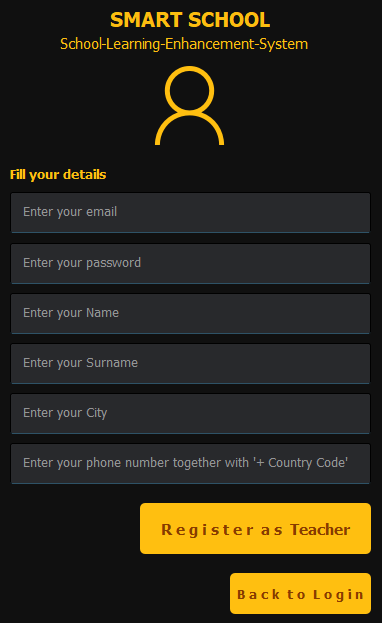 SMART SCHOOL
School-Learning-Enhancement-System
Fill your details
Enter your email
Enter your password
Enter your Name
Enter your Surname
Enter your City
Enter your phone number together with '+ Country Code'
Register as Teacher
Back to Login